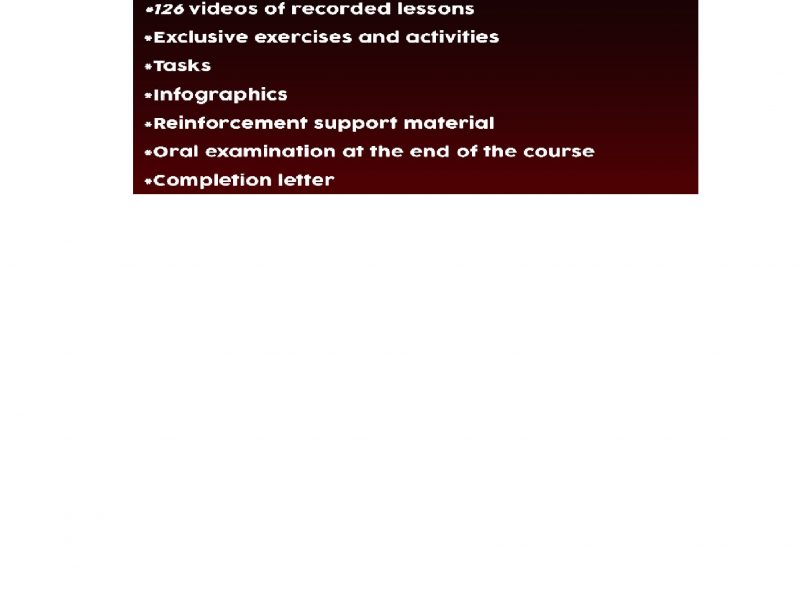 *126 videos of recorded lessons
*Exclusive exercises and activities
*Tasks
*Infographics
*Reinforcement support material
*Oral examination at the end of the course
*Completion letter